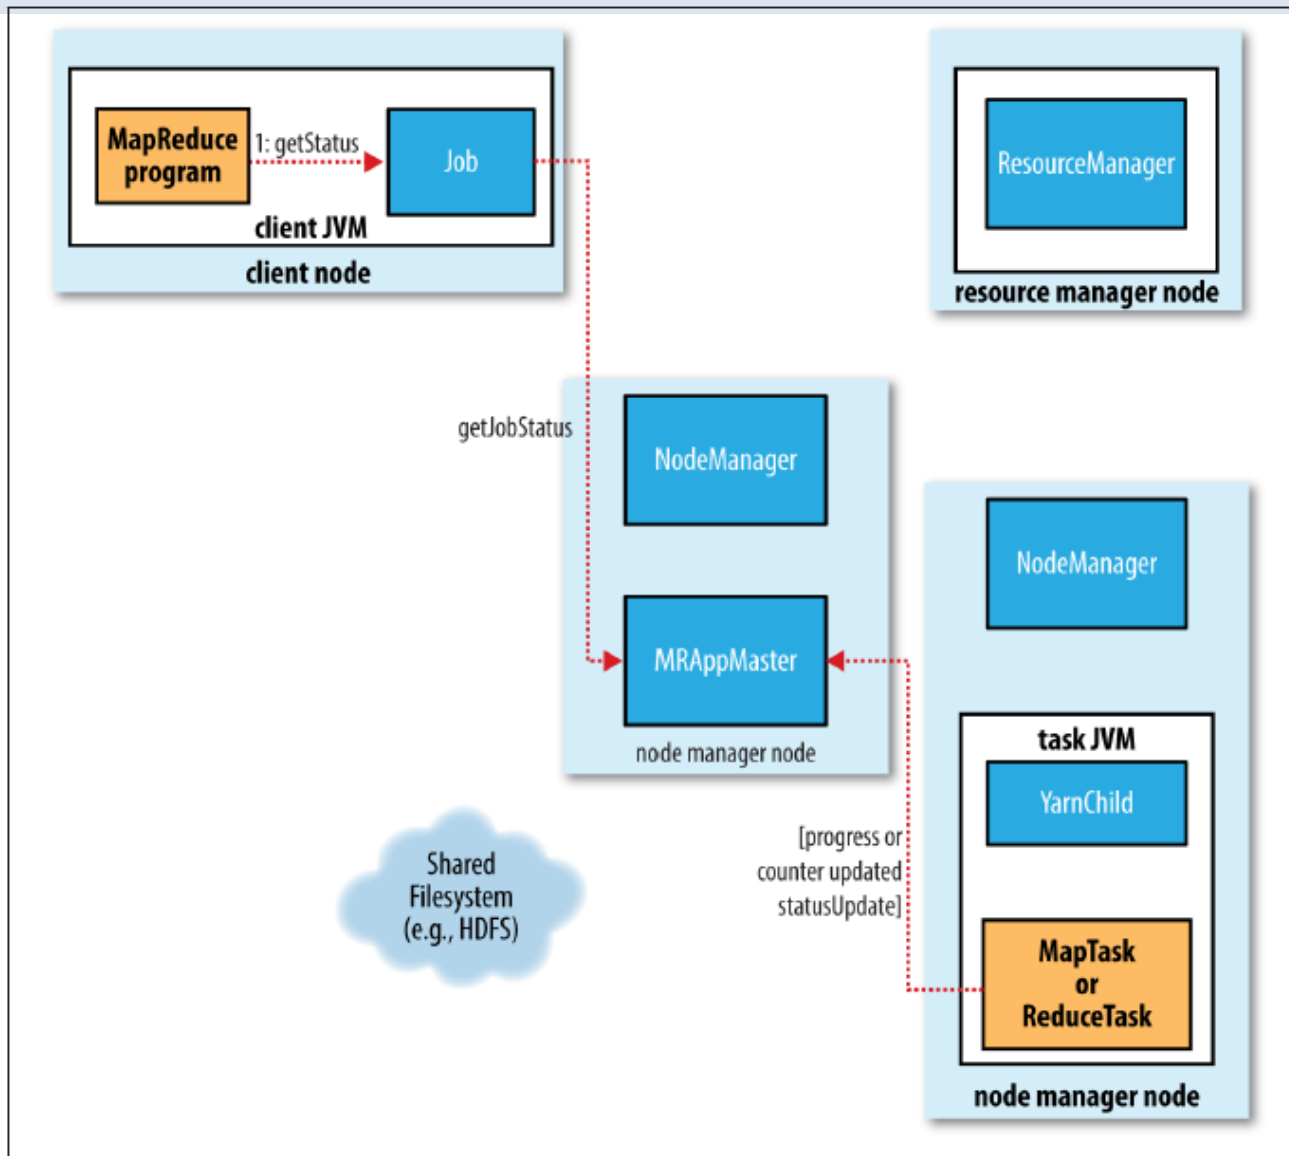 MapReduce
program
1: getStatus
Job
client JVM
client node
ResourceManager
resource manager node
getJobStatus
NodeManager
MRAppMaster
node manager node
NodeManager
task JVM
YarnChild
[progress or
counter updated
statusUpdate]
MapTask
or
ReduceTask
node manager node
Shared
Filesystem
(e.g., HDFS)